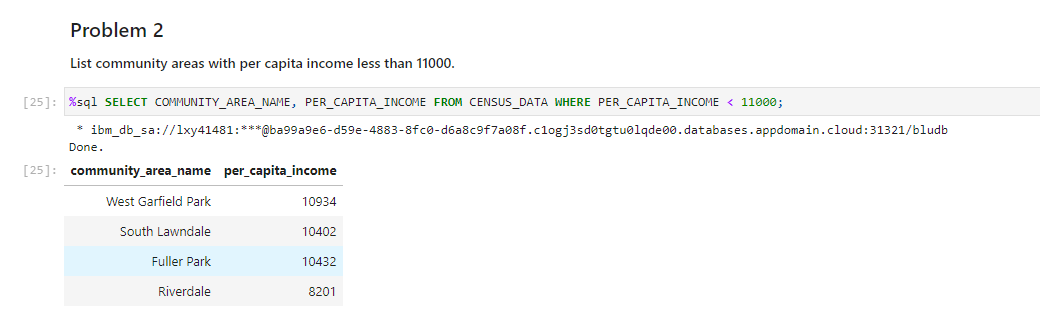 Problem 2
List community areas with per capita income less than 11000.
[25]: %sql SELECT COMMUNITY_AREA_NAME, PER_CAPITA_INCOME FROM CENSUS_DATA WHERE PER_CAPITA_INCOME < 11000;
* ibm_db_sa://lxy41481:***@ba99a9e6-d59e-4883-8fc0-d6a8c9f7a08f.c1ogj3sd0tgtu0lqde00.databases.appdomain.cloud:31321/bludb
Done.
[25]: community_area_name per_capita_income
West Garfield Park 10934
South Lawndale 10402
Fuller Park 10432
Riverdale 8201